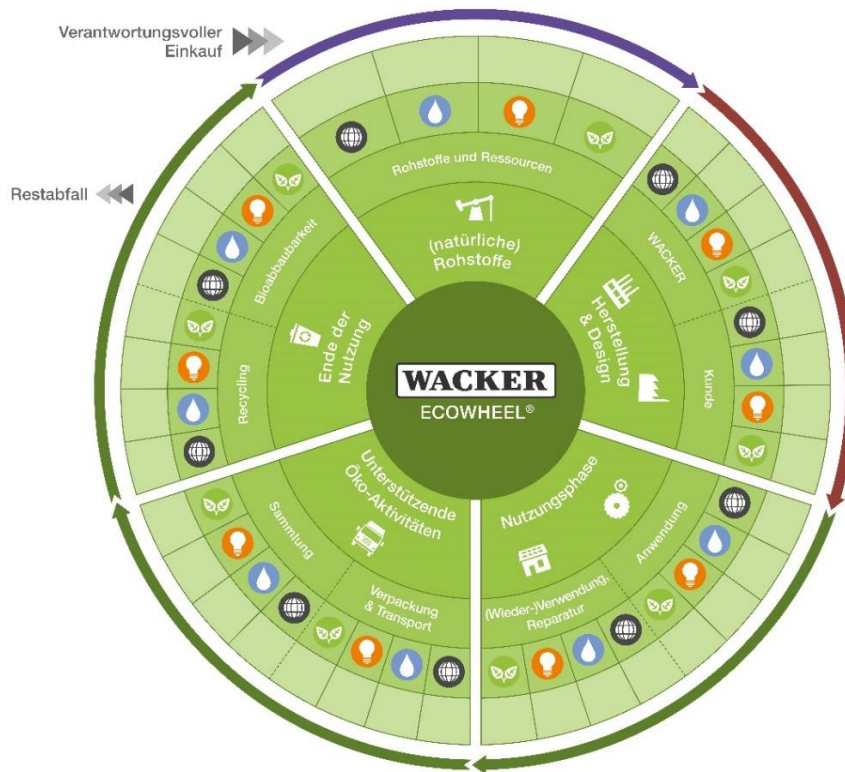 Verantwortungsvoller
Einkauf
Restabfall
Rohstoffe und Ressourcen
(natürliche)
Rohstoffe
WACKER
Kunde
Herstellung
& Design
Anwendung
(Wieder-)Verwendung,
Reparatur
Nutzungsphase
Verpackung
& Transport
Sammlung
Unterstützende
Öko-Aktivitäten
Recycling
Bioabbaubarkeit
Ende der
Nutzung
WACKER
ECOWHEEL®